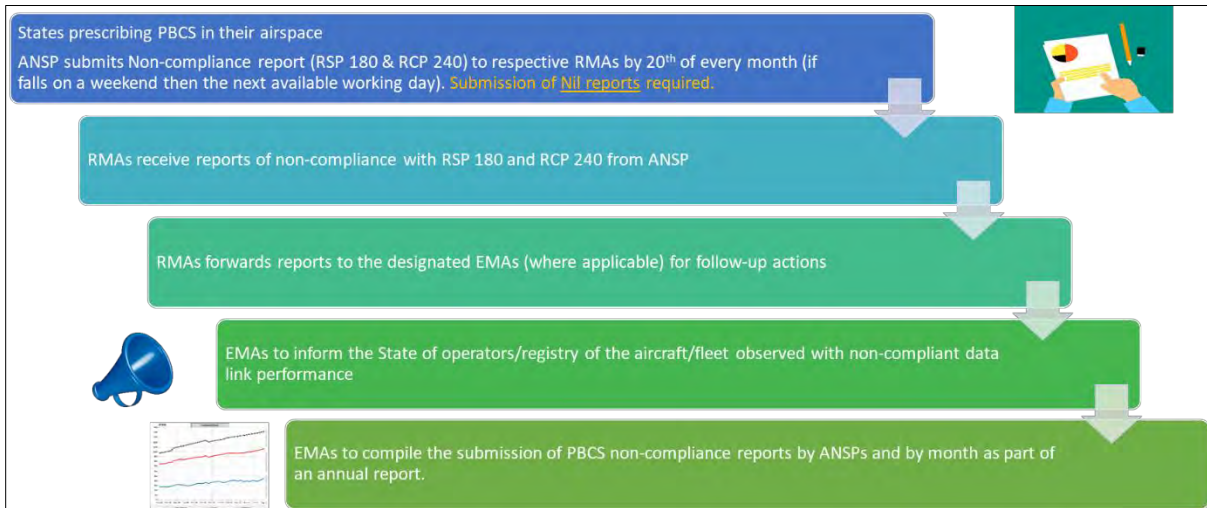 States prescribing PBCS in their airspace
ANSP submits Non-compliance report (RSP 180 & RCP 240) to respective RMAs by 20th of every month (if
falls on a weekend then the next available working day). Submission of Nil reports required.
RMAs receive reports of non-compliance with RSP 180 and RCP 240 from ANSP
RMAs forwards reports to the designated EMAs (where applicable) for follow-up actions
EMAs to inform the State of operators/registry of the aircraft/fleet observed with non-compliant data
link performance
EMAs to compile the submission of PBCS non-compliance reports by ANSPs and by month as part of
an annual report.